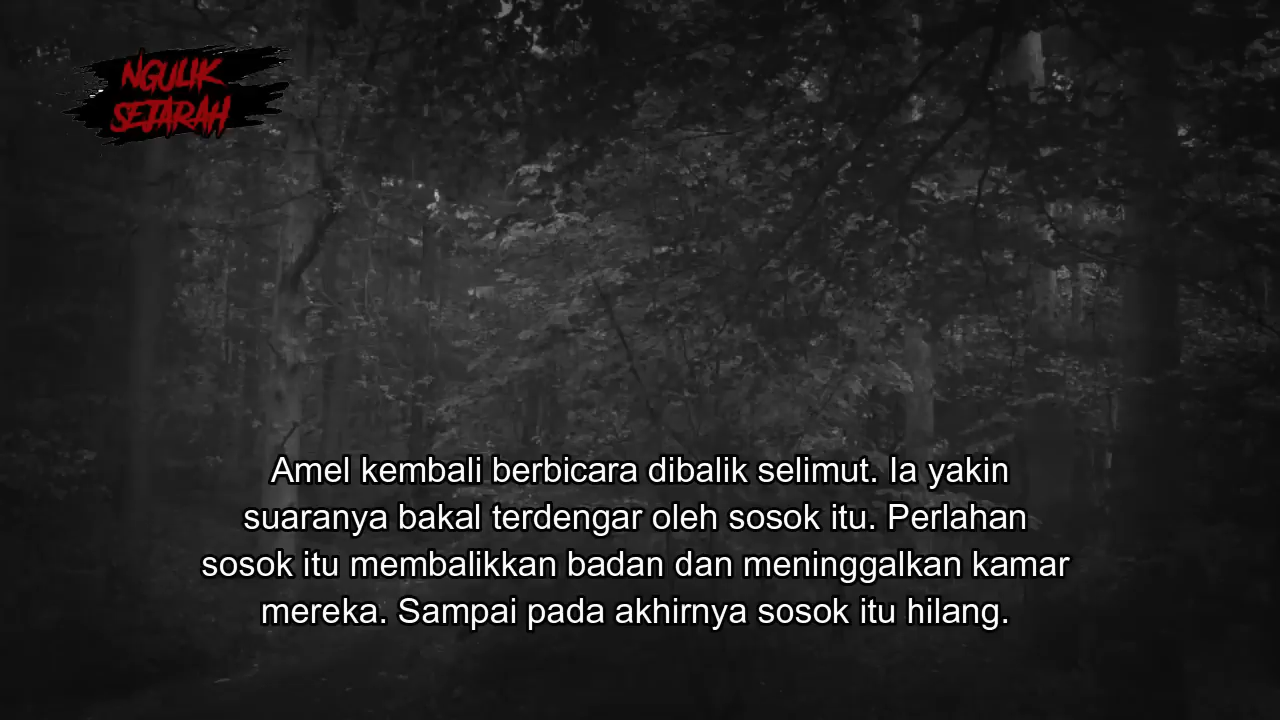 NGULIK
SEJARAH
Amel kembali berbicara dibalik selimut. Ia yakin
suaranya bakal terdengar oleh sosok itu. Perlahan
sosok itu membalikkan badan dan meninggalkan kamar
mereka. Sampai pada akhirnya sosok itu hilang.